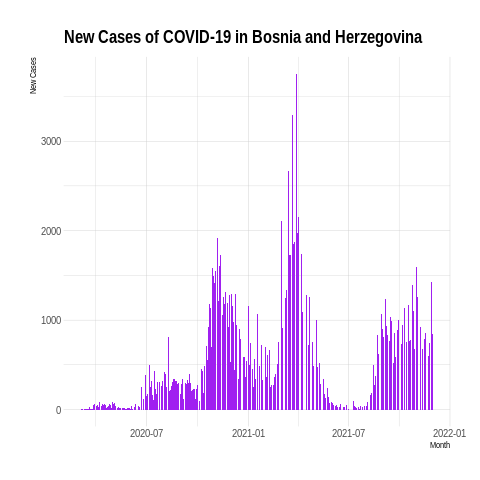 New Cases of COVID-19 in Bosnia and Herzegovina
New Cases
3000
2000
1000
0
2020-07
2021-01
2021-07
2022-01
Month